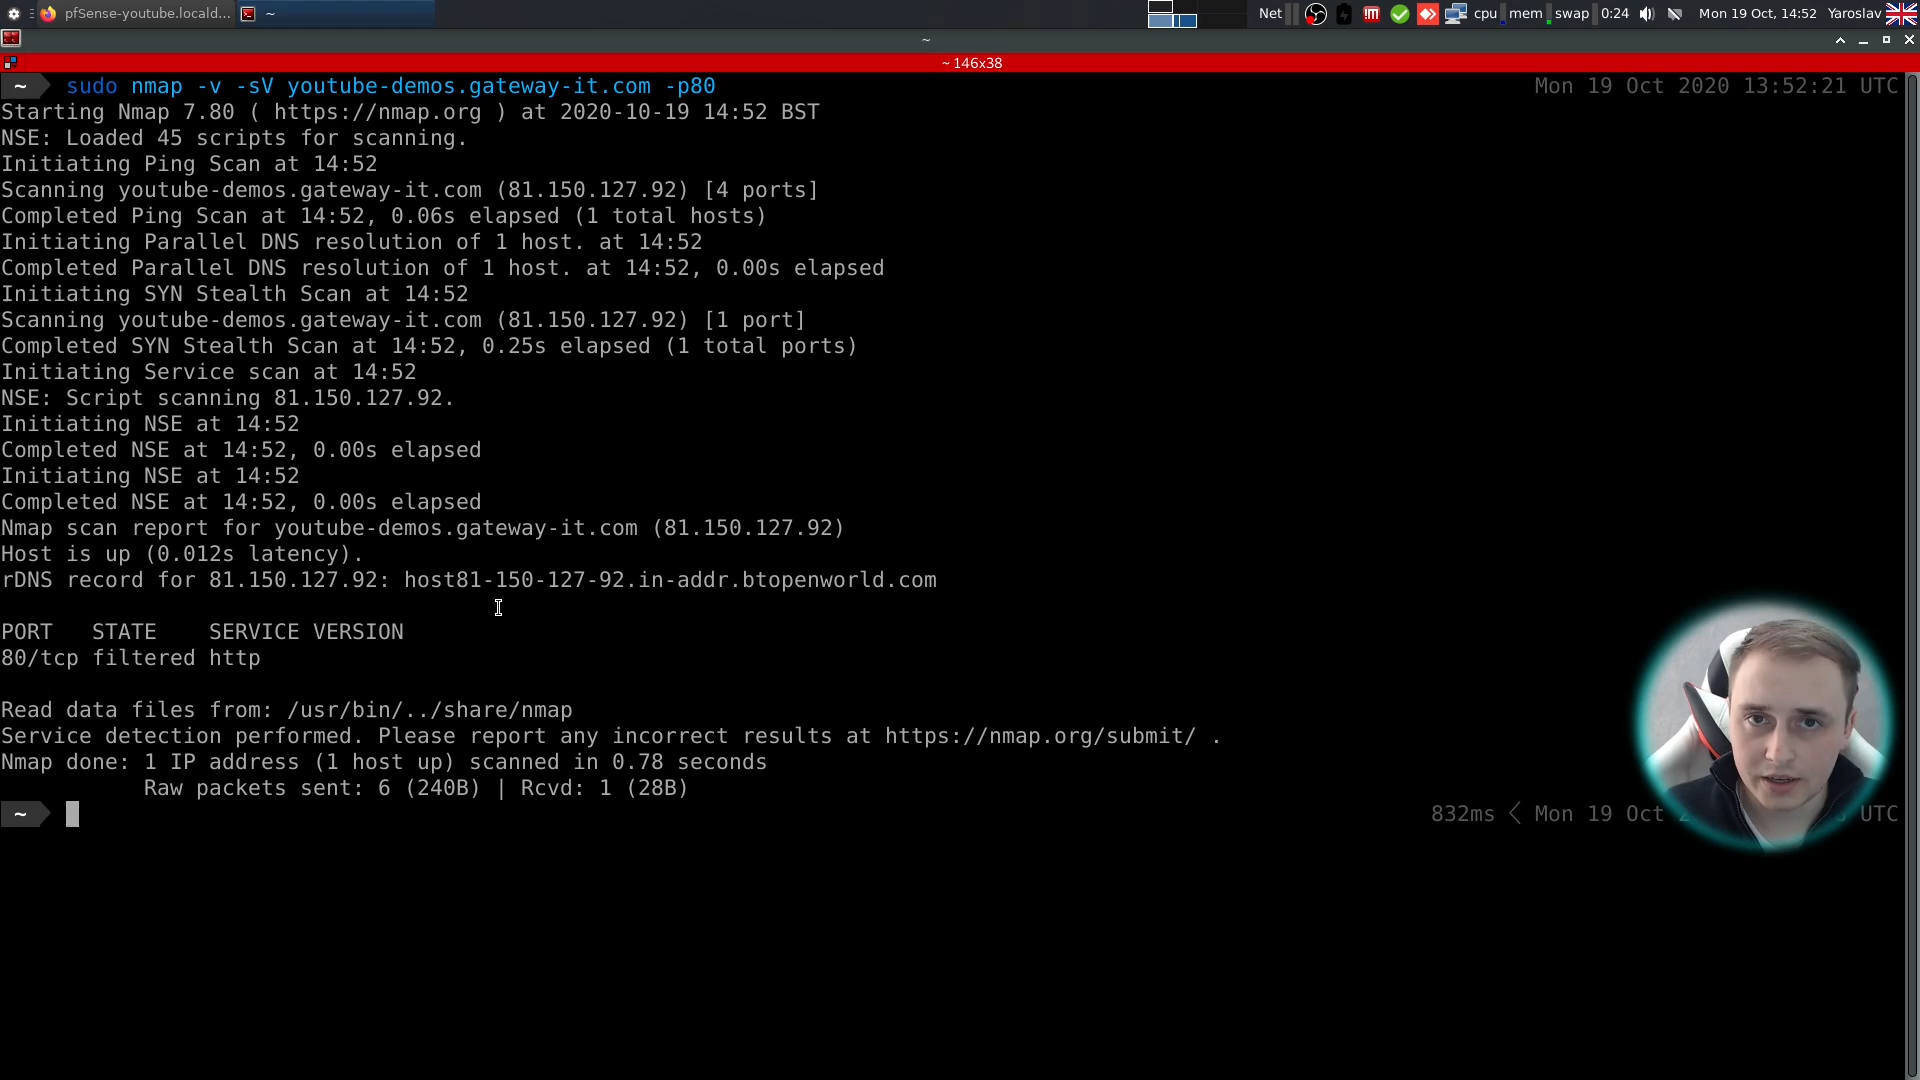 pfSense-youtube.locald...
~
Net
cpu mem swap 0:24 Mon 19 Oct, 14:52 Yaroslav
~
~ 146x38
~ sudo nmap -v -sV youtube-demos.gateway-it.com -p80 Mon 19 Oct 2020 13:52:21 UTC
Starting Nmap 7.80 ( https://nmap.org ) at 2020-10-19 14:52 BST
NSE: Loaded 45 scripts for scanning.
Initiating Ping Scan at 14:52
Scanning youtube-demos.gateway-it.com (81.150.127.92) [4 ports]
Completed Ping Scan at 14:52, 0.06s elapsed (1 total hosts)
Initiating Parallel DNS resolution of 1 host. at 14:52
Completed Parallel DNS resolution of 1 host. at 14:52, 0.00s elapsed
Initiating SYN Stealth Scan at 14:52
Scanning youtube-demos.gateway-it.com (81.150.127.92) [1 port]
Completed SYN Stealth Scan at 14:52, 0.25s elapsed (1 total ports)
Initiating Service scan at 14:52
NSE: Script scanning 81.150.127.92.
Initiating NSE at 14:52
Completed NSE at 14:52, 0.00s elapsed
Initiating NSE at 14:52
Completed NSE at 14:52, 0.00s elapsed
Nmap scan report for youtube-demos.gateway-it.com (81.150.127.92)
Host is up (0.012s latency).
rDNS record for 81.150.127.92: host81-150-127-92.in-addr.btopenworld.com
PORT STATE SERVICE VERSION
80/tcp filtered http
Read data files from: /usr/bin/../share/nmap
Service detection performed. Please report any incorrect results at https://nmap.org/submit/ .
Nmap done: 1 IP address (1 host up) scanned in 0.78 seconds
Raw packets sent: 6 (240B) | Rcvd: 1 (28B)
~ 832ms < Mon 19 Oct UTC